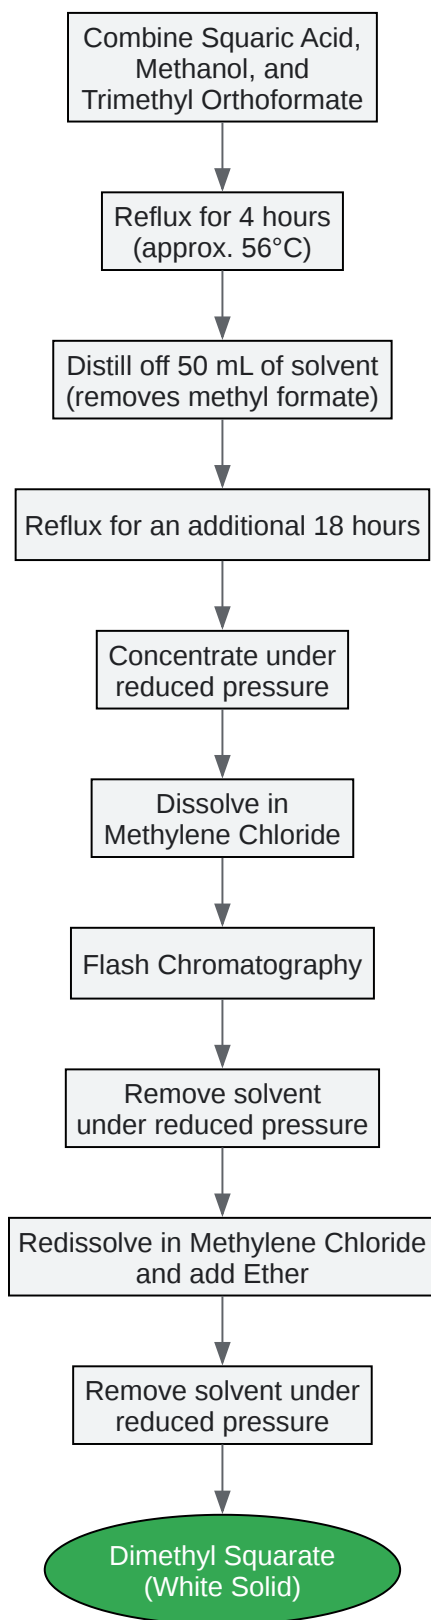 Combine Squaric Acid,
Methanol, and
Trimethyl Orthoformate
Reflux for 4 hours
(approx. 56°C)
Distill off 50 mL of solvent
(removes methyl formate)
Reflux for an additional 18 hours
Concentrate under
reduced pressure
Dissolve in
Methylene Chloride
Flash Chromatography
Remove solvent
under reduced pressure
Redissolve in Methylene Chloride
and add Ether
Remove solvent under
reduced pressure
Dimethyl Squarate
(White Solid)